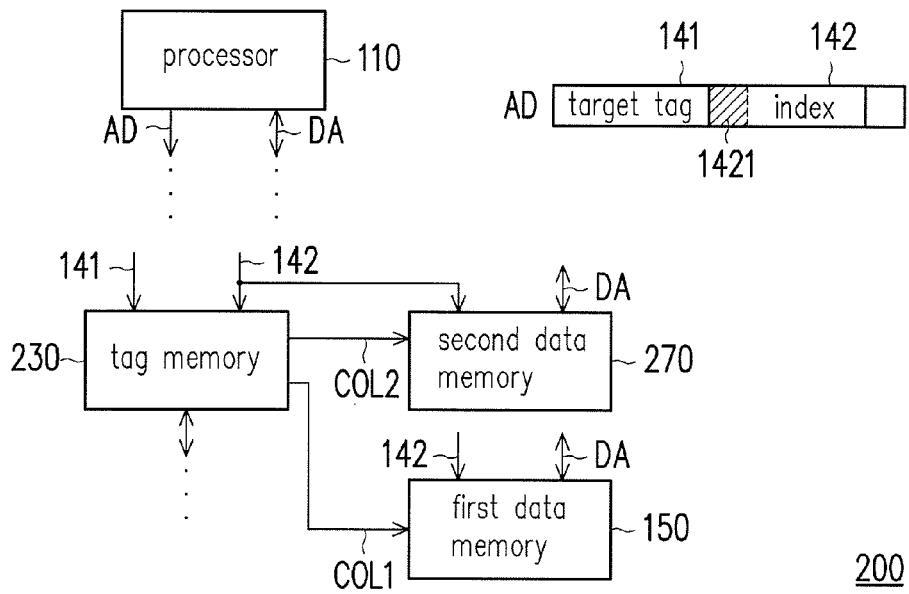 processor
110
141
142
AD
target tag
index
1421
AD
DA
141
142
DA
230
tag memory
COL2
second data
memory
270
142
DA
first data
memory
150
COL1
200